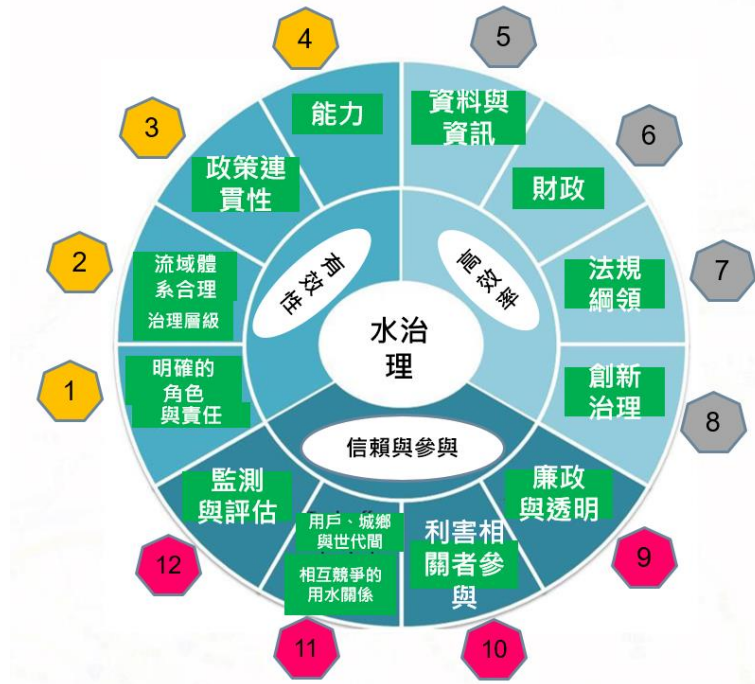 4
5
能力
資料與
資訊
3
6
政策連
貫性
財政
2
流域體
系合理
治理層級
有效性
高效率
法規
綱領
7
水治
理
1
明確的
角色
與責任
創新
治理
8
信賴與參與
監測
與評估
廉政
與透明
用戶、城鄉
與世代間
相互競爭的
用水關係
利害相
關者參
與
12
9
11
10